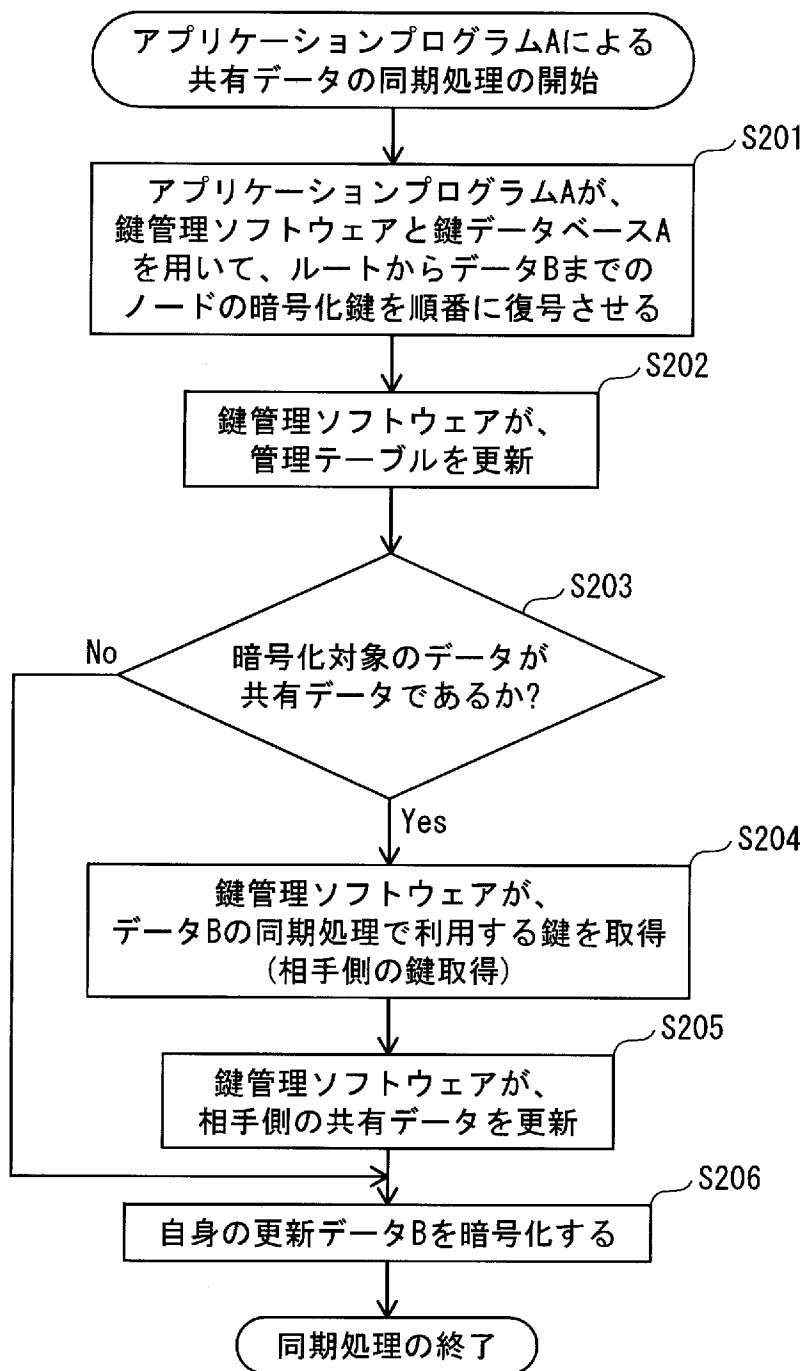 アプリケーションプログラムAによる
共有データの同期処理の開始
S201
アプリケーションプログラムAが、
鍵管理ソフトウェアと鍵データベースA
を用いて、ルートからデータBまでの
ノードの暗号化鍵を順番に復号させる
S202
鍵管理ソフトウェアが、
管理テーブルを更新
S203
暗号化対象のデータが
共有データであるか?
No
Yes
S204
鍵管理ソフトウェアが、
データBの同期処理で利用する鍵を取得
(相手側の鍵取得)
S205
鍵管理ソフトウェアが、
相手側の共有データを更新
S206
自身の更新データBを暗号化する
同期処理の終了